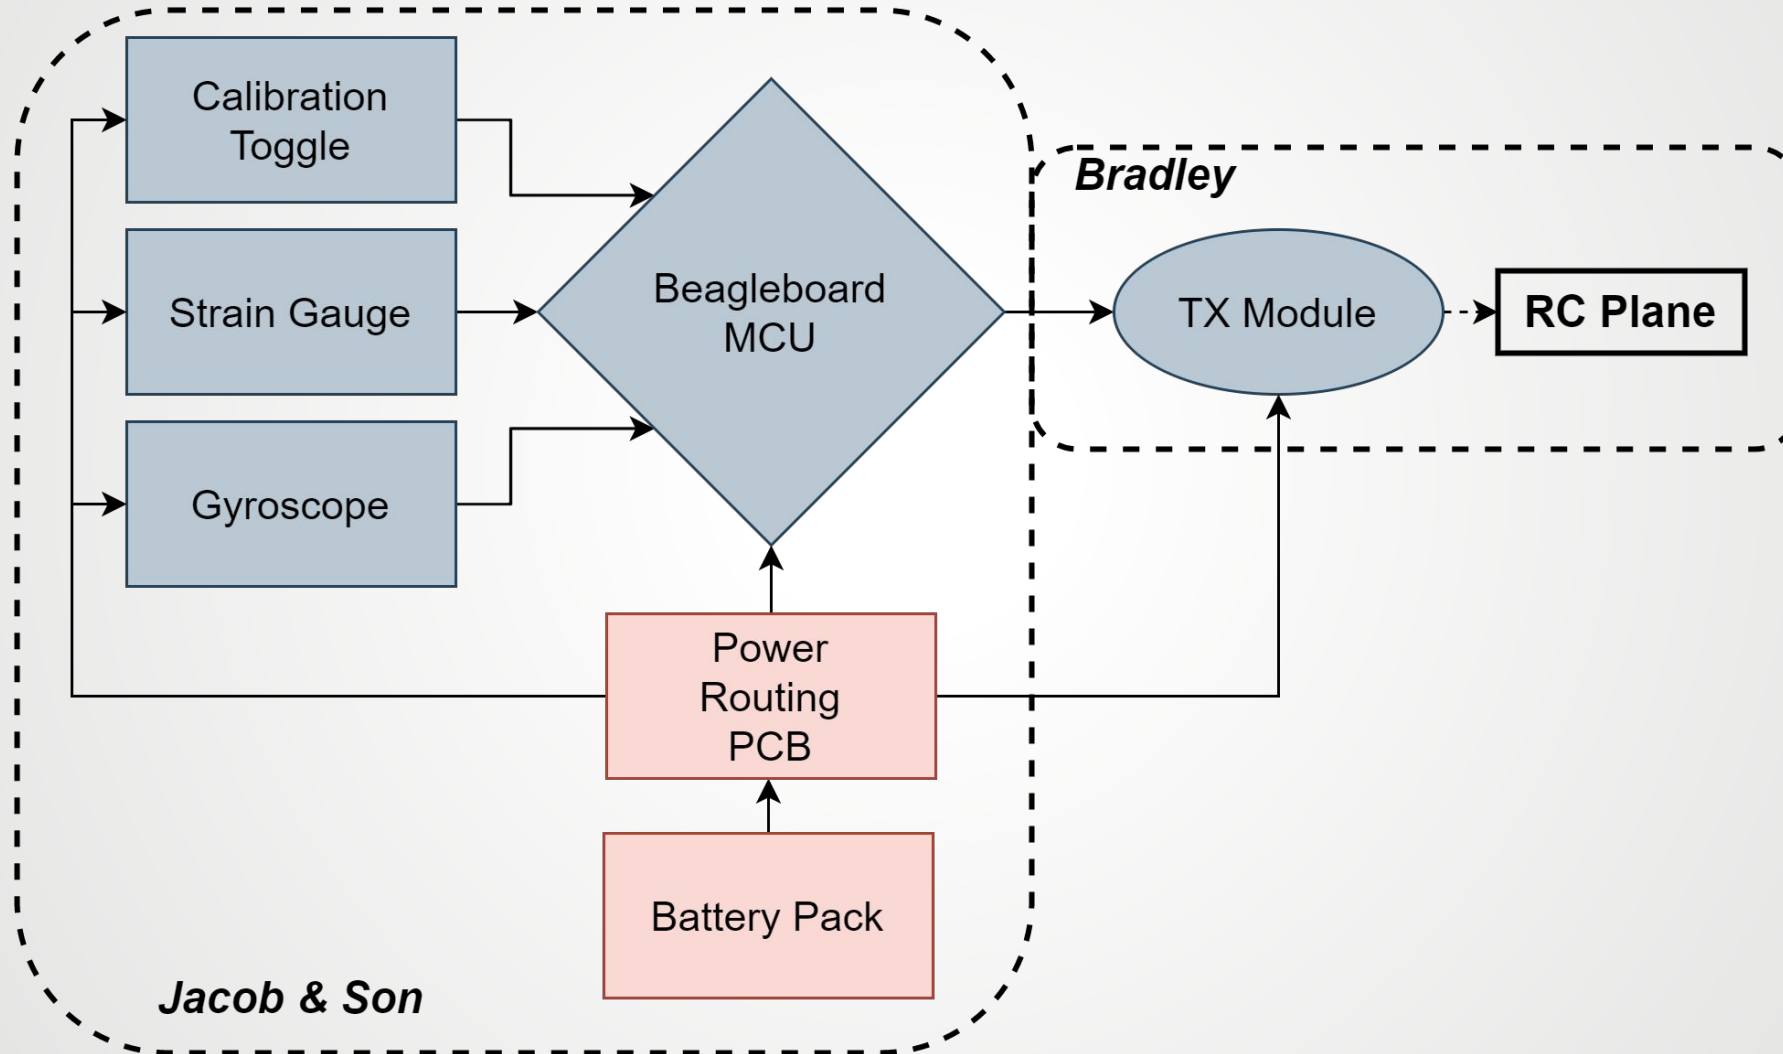 Calibration
Toggle
Strain Gauge
Gyroscope
Beagleboard
MCU
Bradley
TX Module
RC Plane
Power
Routing
PCB
Battery Pack
Jacob & Son